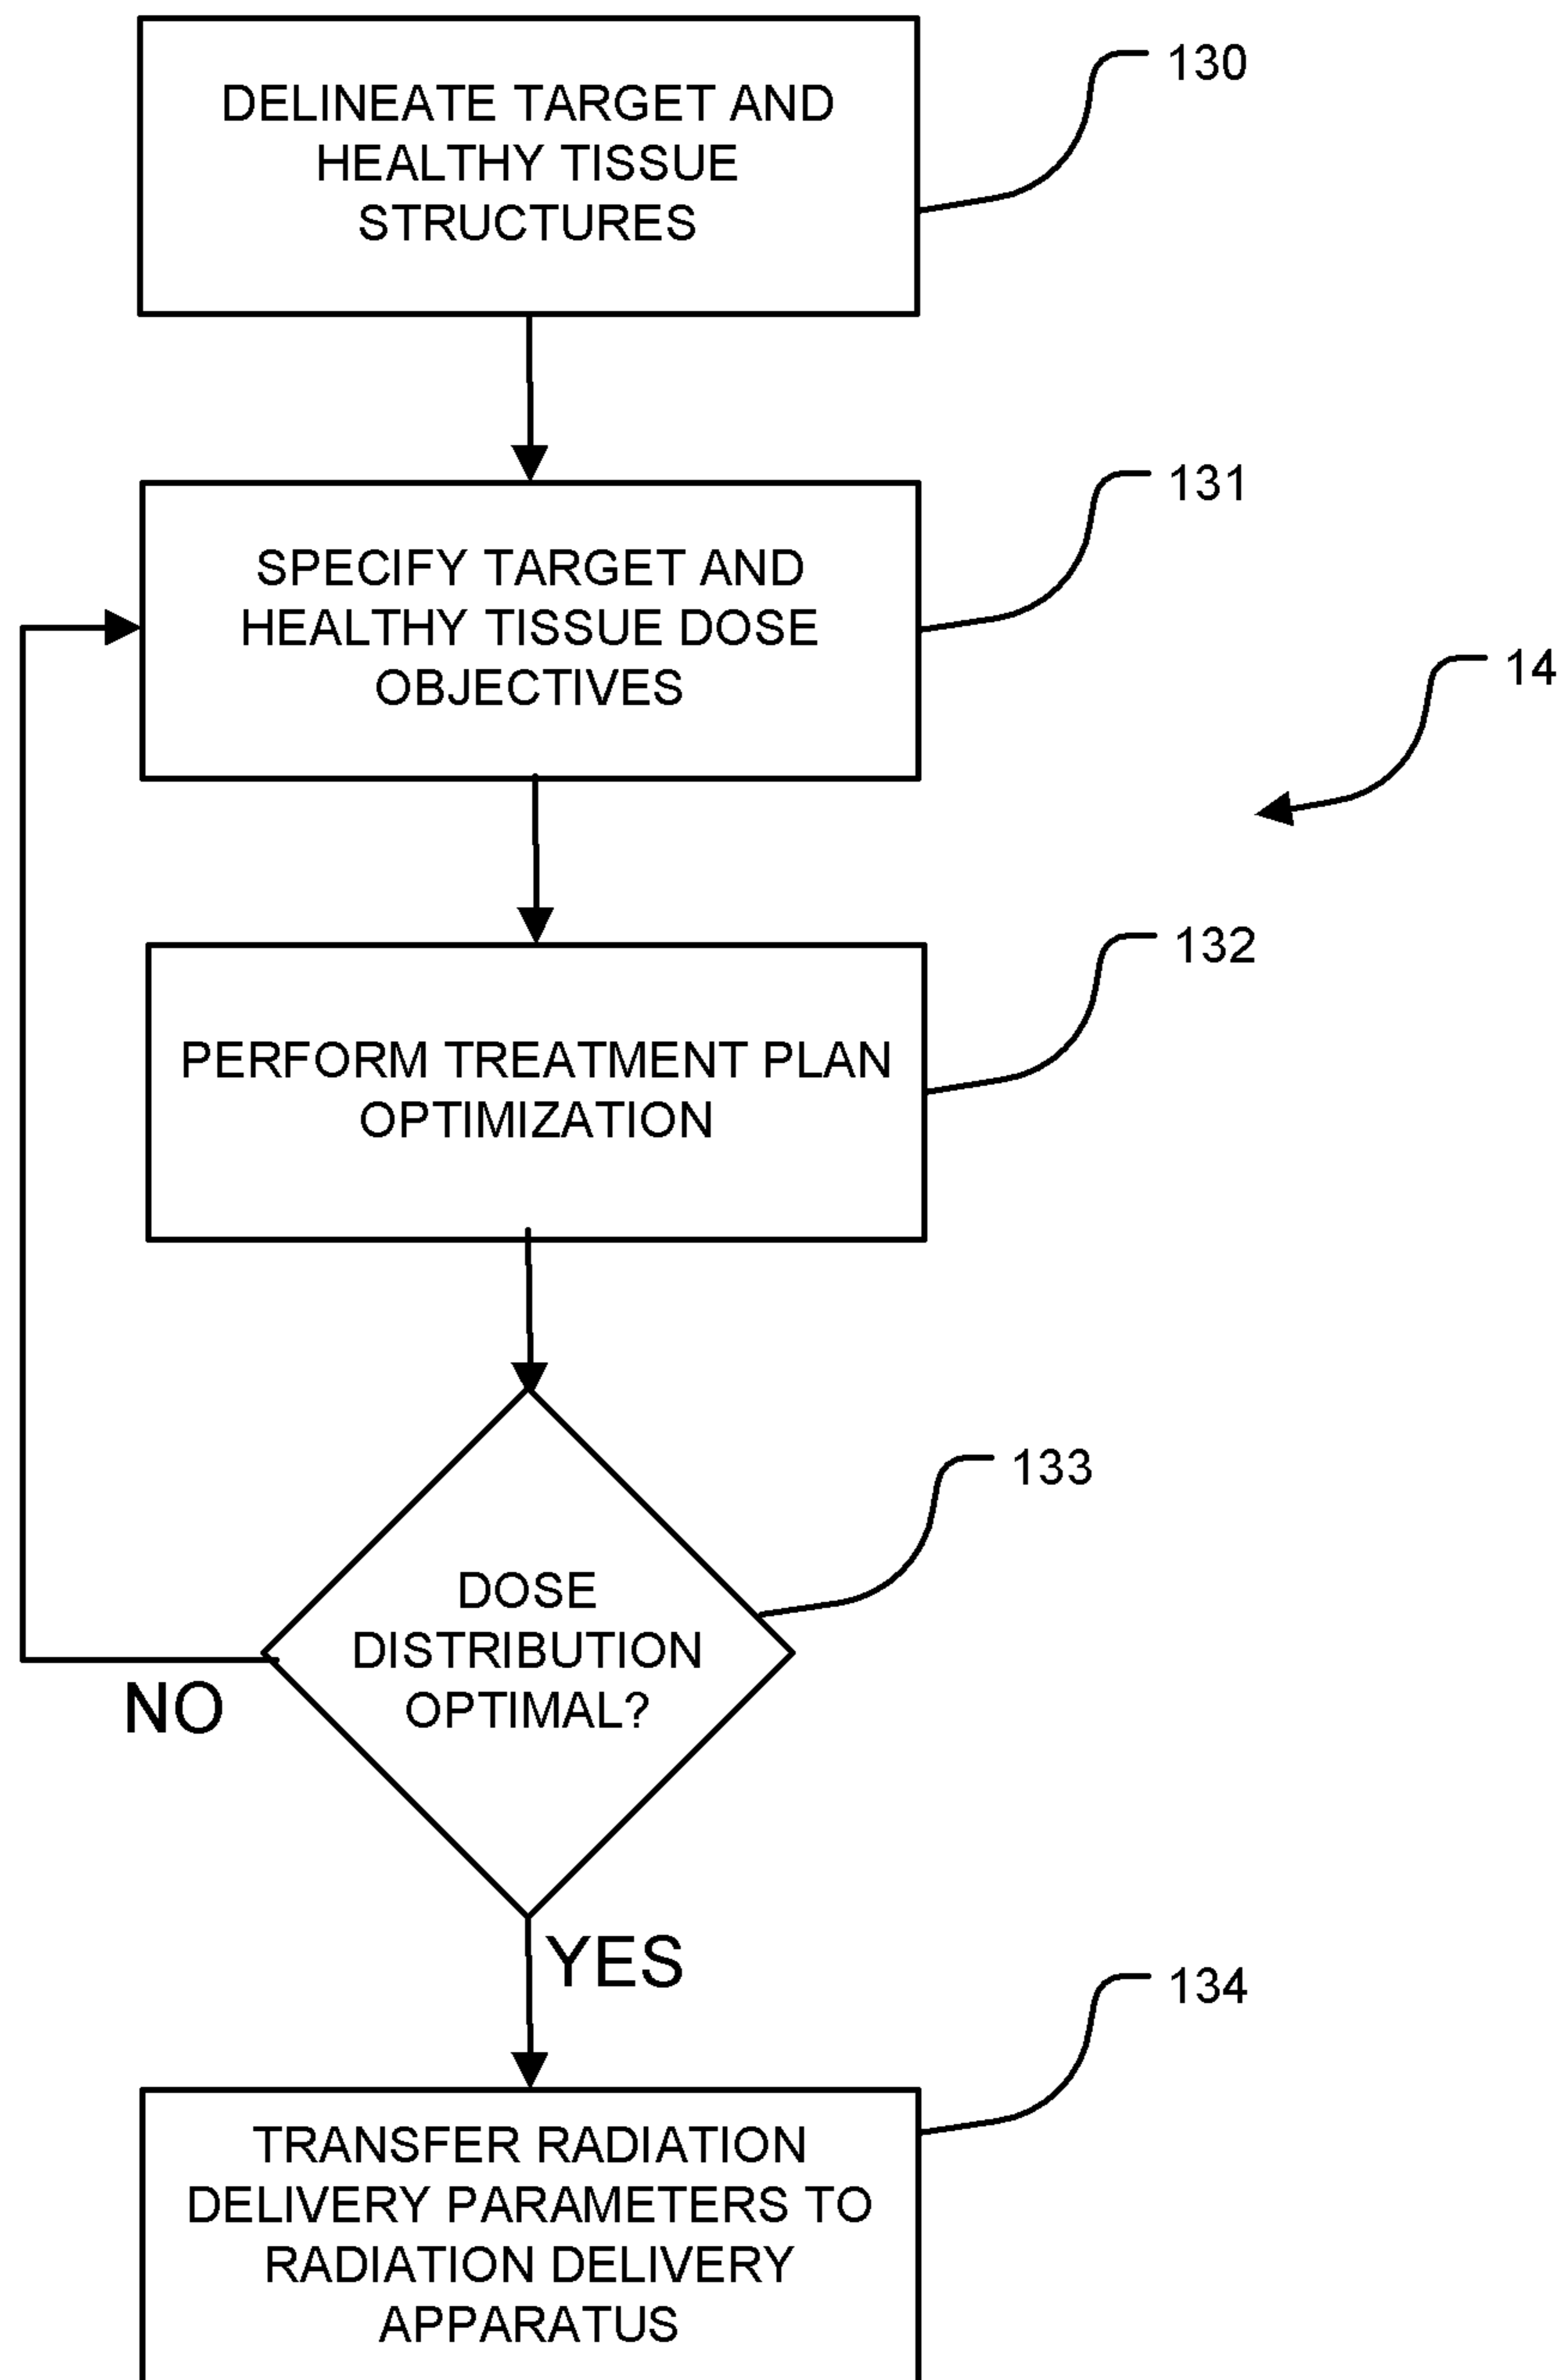 DELINEATE TARGET AND
HEALTHY TISSUE
STRUCTURES
130
SPECIFY TARGET AND
HEALTHY TISSUE DOSE
OBJECTIVES
131
14
PERFORM TREATMENT PLAN
OPTIMIZATION
132
DOSE
DISTRIBUTION
OPTIMAL?
133
NO
YES
TRANSFER RADIATION
DELIVERY PARAMETERS TO
RADIATION DELIVERY
APPARATUS
134